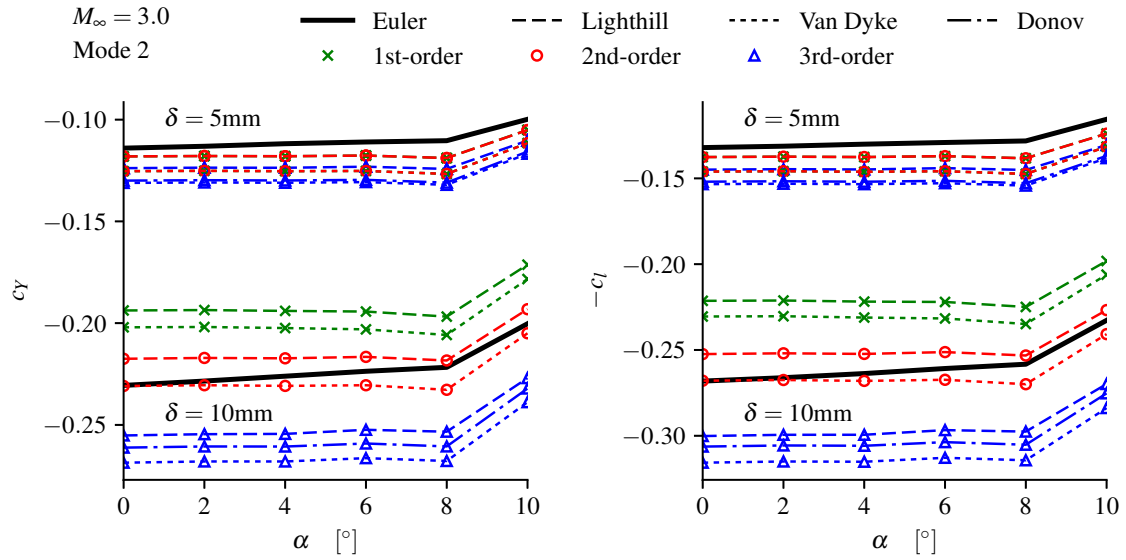 M∞ = 3.0
Euler
Lighthill
Van Dyke
Donov
Mode 2
1st-order
2nd-order
3rd-order
δ = 5mm
δ = 10mm
−0.10
−0.15
−0.20
−0.25
c_Y
0 2 4 6 8 10
α [°]
δ = 5mm
δ = 10mm
−0.15
−0.20
−0.25
−0.30
−c_l
0 2 4 6 8 10
α [°]